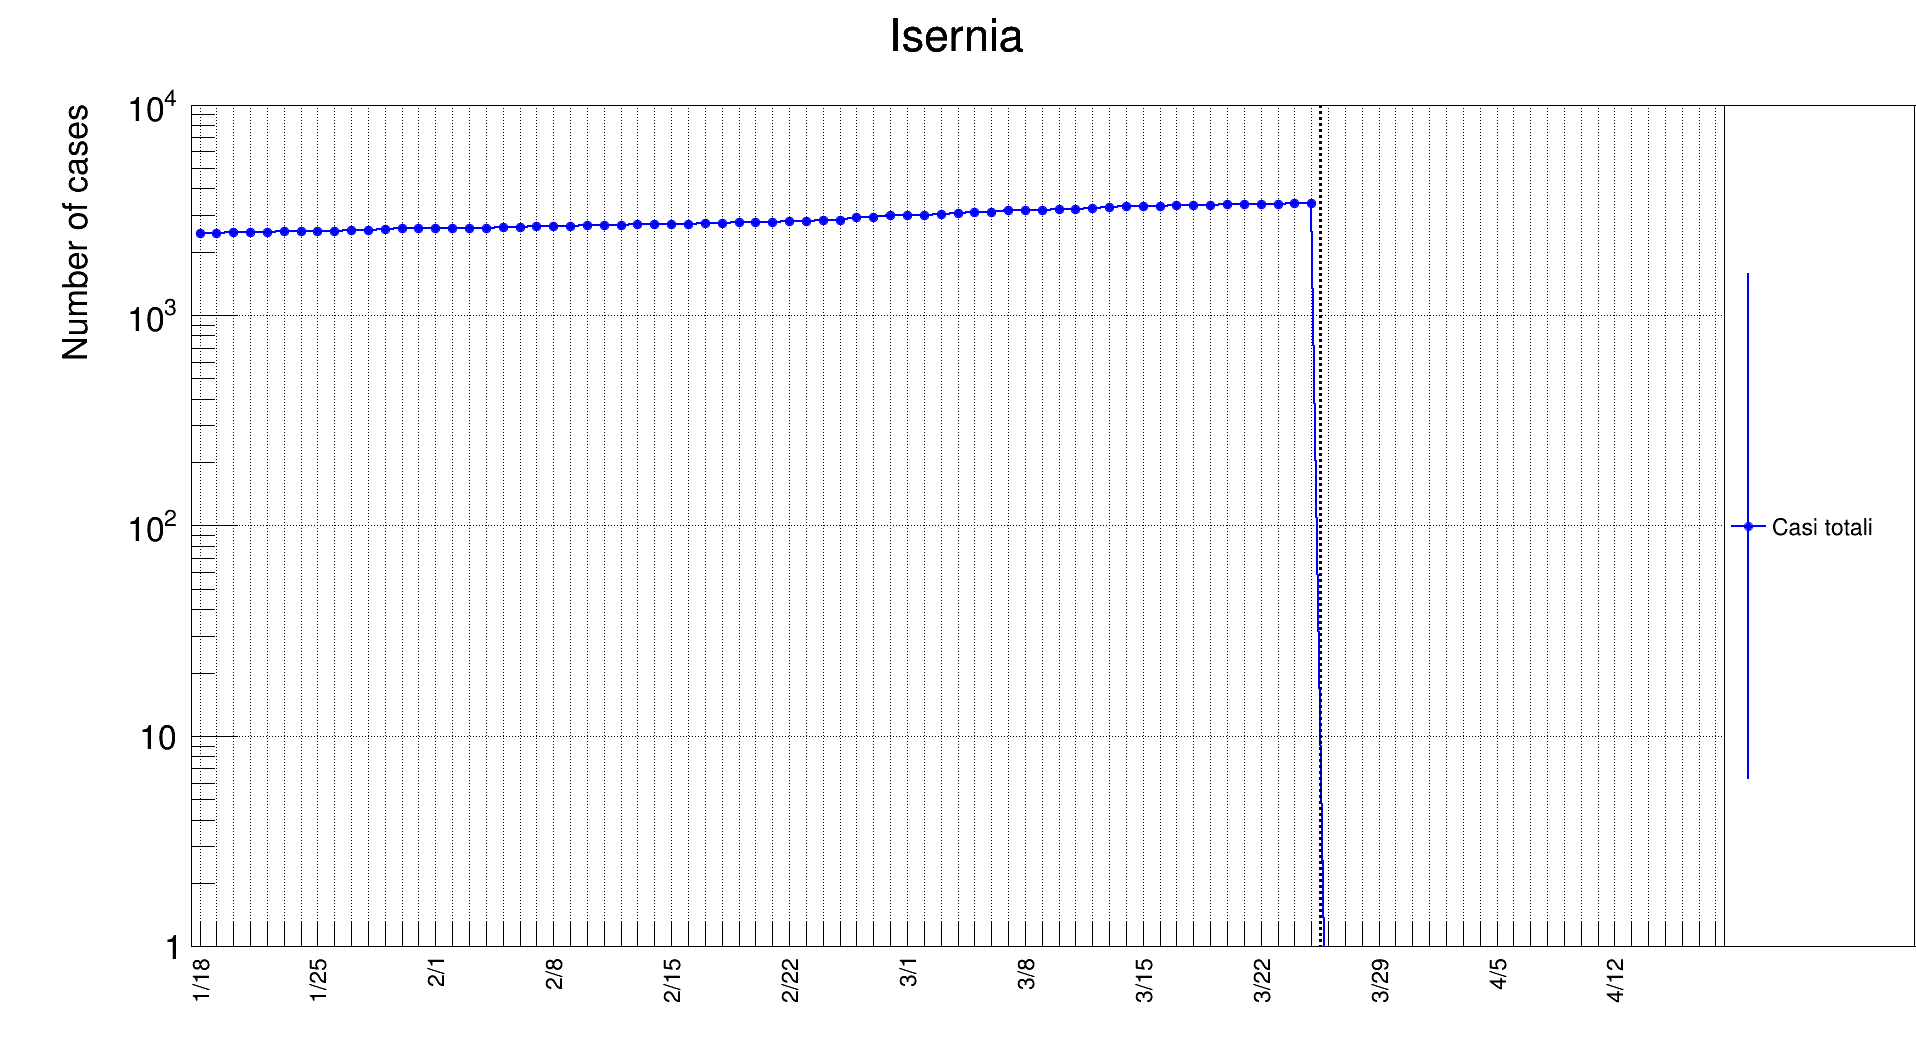 Isernia
Number of cases
10^4
10^3
10^2
10
1
1/18 1/25 2/1 2/8 2/15 2/22 3/1 3/8 3/15 3/22 3/29 4/5 4/12
Casi totali